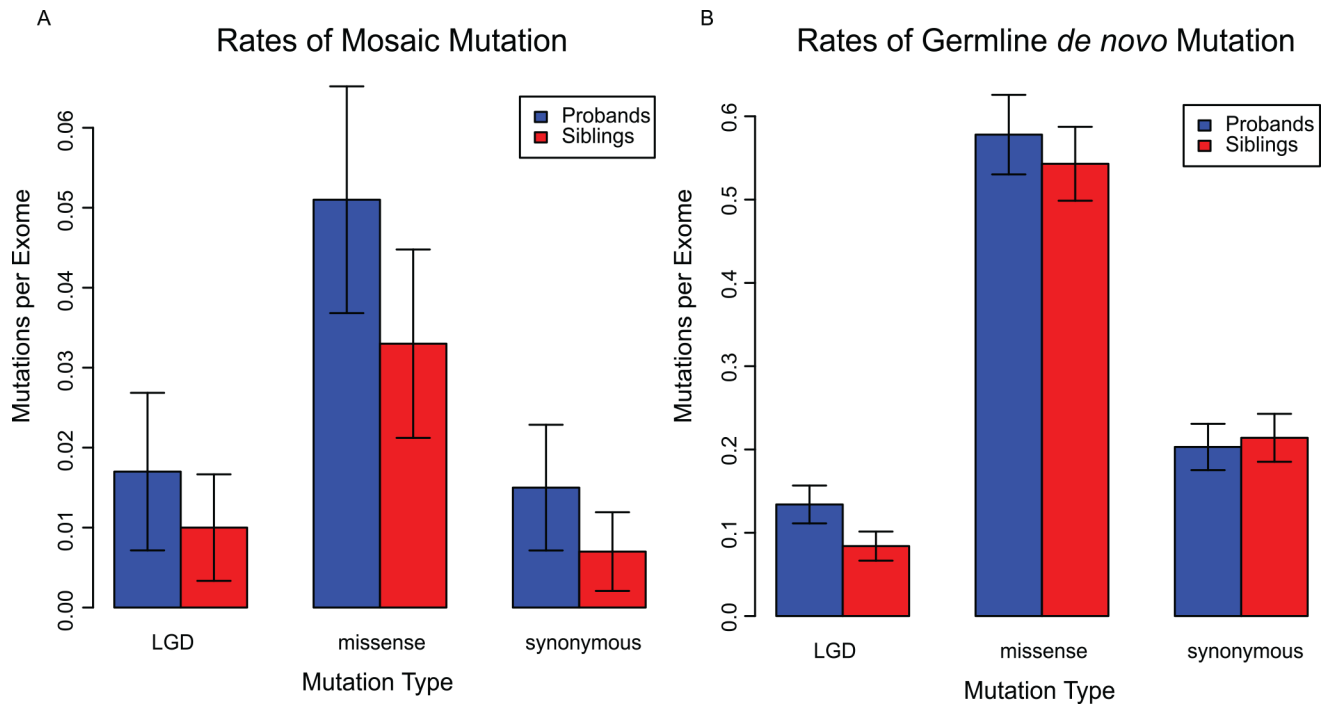 A
Rates of Mosaic Mutation
Probands
Siblings
Mutations per Exome
0.06
0.05
0.04
0.03
0.02
0.01
0.00
LGD
missense
synonymous
Mutation Type
B
Rates of Germline de novo Mutation
Probands
Siblings
Mutations per Exome
0.6
0.5
0.4
0.3
0.2
0.1
0.0
LGD
missense
synonymous
Mutation Type